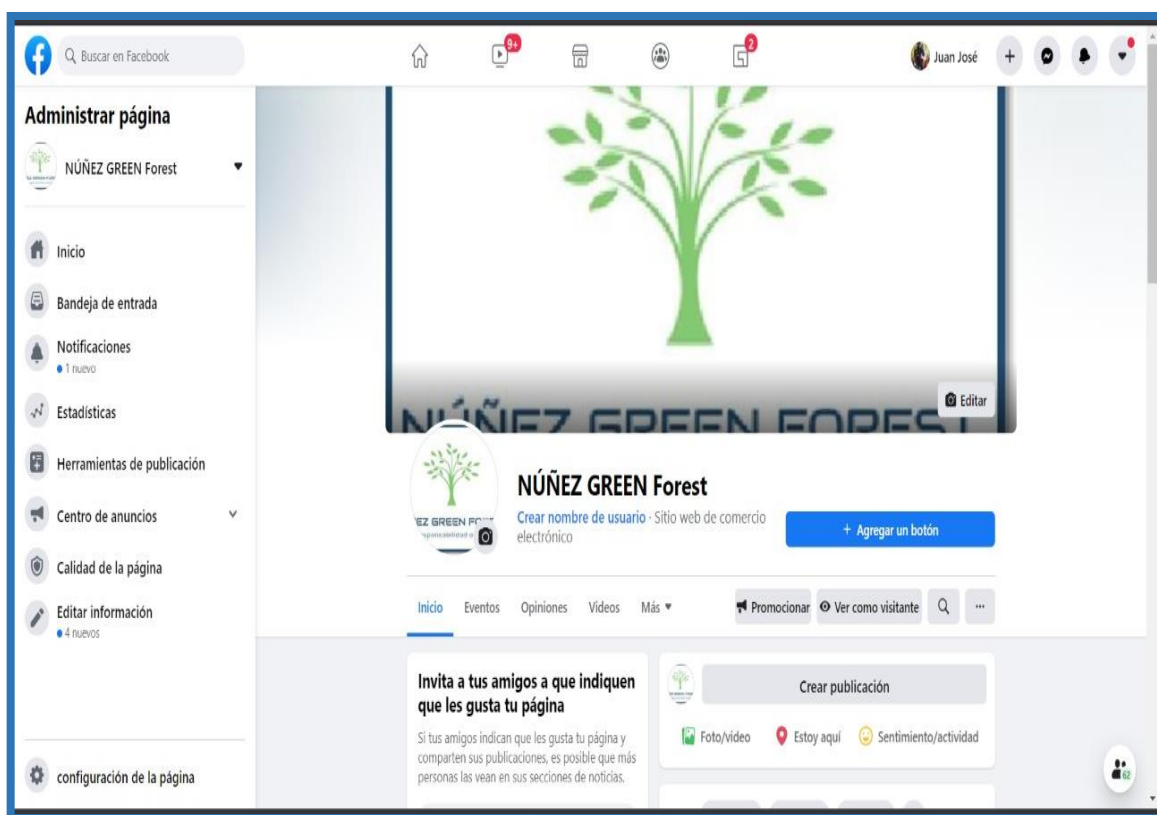 Buscar en Facebook
9+
2
Juan José
Administrar página
NÚÑEZ GREEN Forest
Inicio
Bandeja de entrada
Notificaciones
1 nuevo
Estadísticas
Herramientas de publicación
Centro de anuncios
Calidad de la página
Editar información
4 nuevos
configuración de la página
NÚÑEZ GREEN FOREST
Editar
EZ GREEN
NÚÑEZ GREEN Forest
Crear nombre de usuario · Sitio web de comercio
electrónico
+ Agregar un botón
Inicio Eventos Opiniones Videos Más
Promocionar Ver como visitante
Invita a tus amigos a que indiquen
que les gusta tu página
Si tus amigos indican que les gusta tu página y
comparten sus publicaciones, es posible que más
personas las vean en sus secciones de noticias.
Crear publicación
Foto/video Estoy aquí Sentimiento/actividad
62